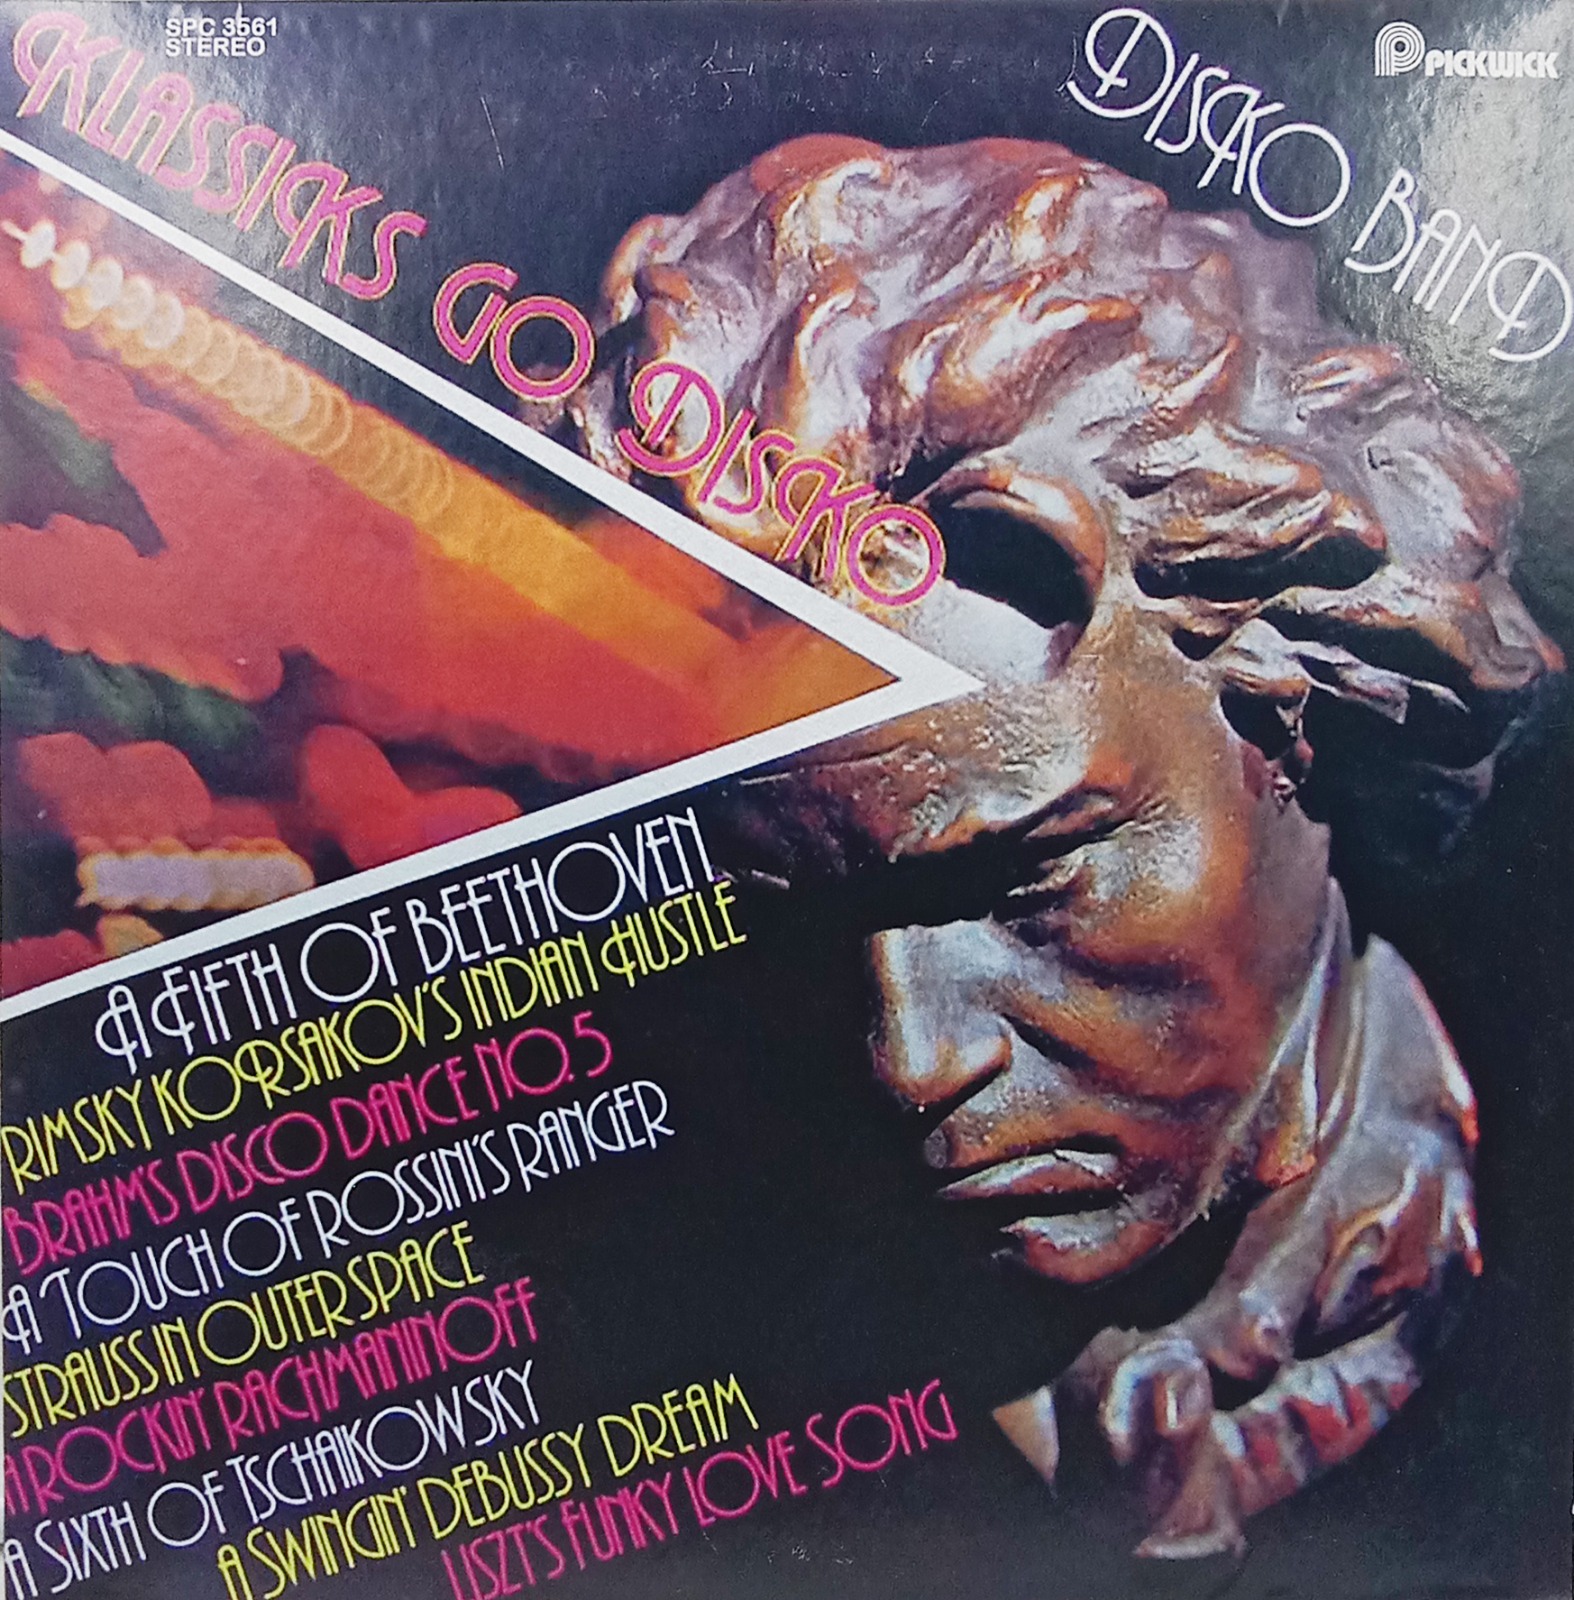 SPC 3561
STEREO
PICKWICK
KLASSICKS GO DISKO
DISKO BAND
A FIFTH OF BEETHOVEN
RIMSKY KORSAKOV'S INDIAN HUSTLE
BRAHM'S DISCO DANCE NO. 5
A TOUCH OF ROSSINI'S RANGER
STRAUSS IN OUTER SPACE
A ROCKIN' RACHMANINOFF
A SIXTH OF TSCHAIKOWSKY
A SWINGIN' DEBUSSY DREAM
LISZT'S FUNKY LOVE SONG